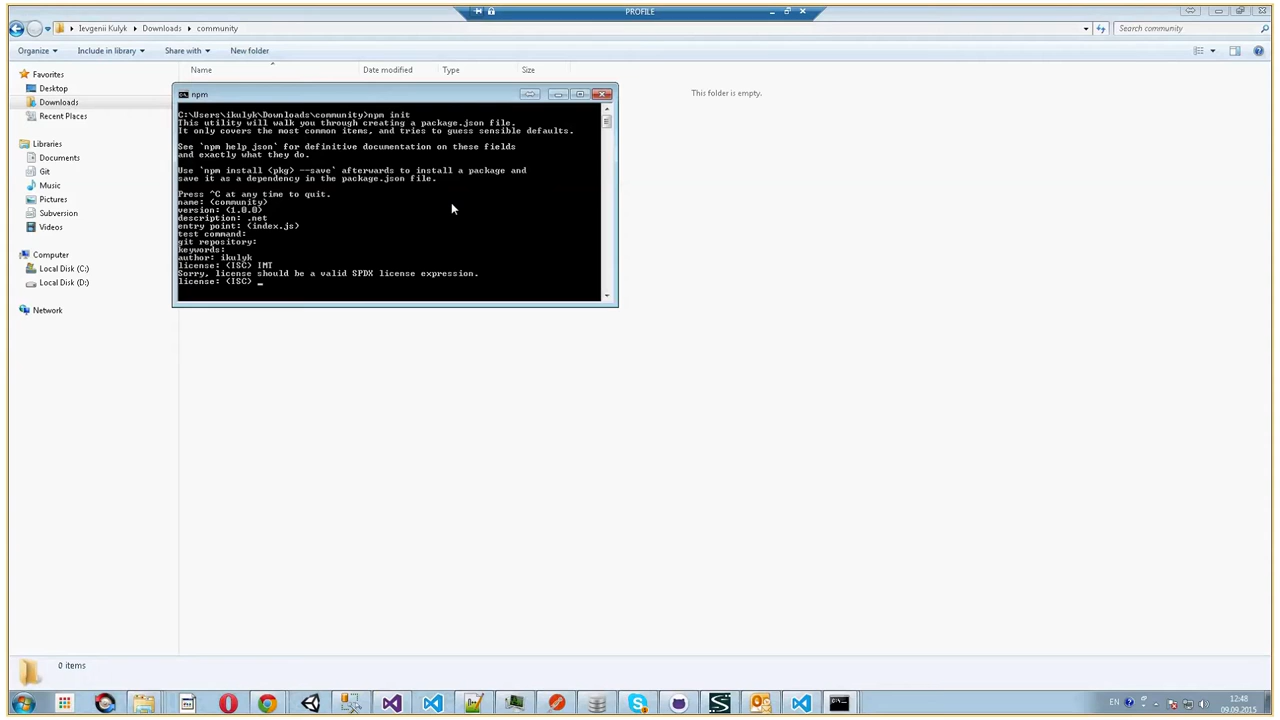 PROFILE
Ievgenii Kulyk
Downloads
community
Search community
Organize
Include in library
Share with
New folder
Name
Date modified
Type
Size
Favorites
Desktop
Downloads
Recent Places
Libraries
Documents
Git
Music
Pictures
Subversion
Videos
Computer
Local Disk (C:)
Local Disk (D:)
Network
This folder is empty.
npm
C:\Users\ikulyk\Downloads\community>npm init
This utility will walk you through creating a package.json file.
It only covers the most common items, and tries to guess sensible defaults.
See `npm help json` for definitive documentation on these fields
and exactly what they do.
Use `npm install <pkg> --save` afterwards to install a package and
save it as a dependency in the package.json file.
Press ^C at any time to quit.
name: (community)
version: (1.0.0)
description: .net
entry point: (index.js)
test command:
git repository:
keywords:
author: ikulyk
license: (ISC) IMT
Sorry, license should be a valid SPDX license expression.
license: (ISC) _
0 items
EN
12:48
09.09.2015